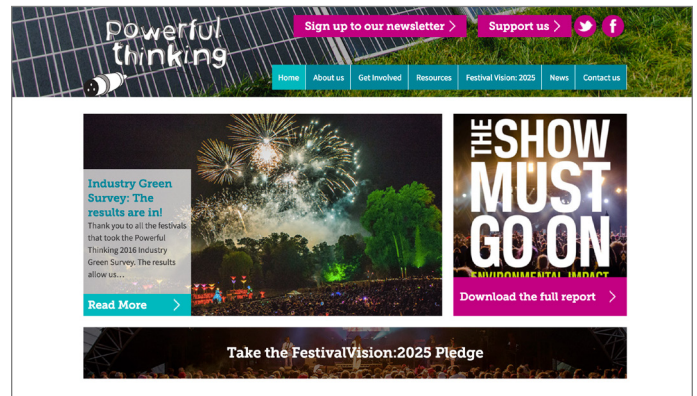 Powerful
thinking
Sign up to our newsletter
Support us
Home
About us
Get Involved
Resources
Festival Vision: 2025
News
Contact us
Industry Green
Survey: The
results are in!
Thank you to all the festivals
that took the Powerful
Thinking 2016 Industry
Green Survey. The results
allow us...
Read More
THE SHOW
MUST
GO ON
ENVIRONMENTAL IMPACT
Download the full report
Take the FestivalVision:2025 Pledge